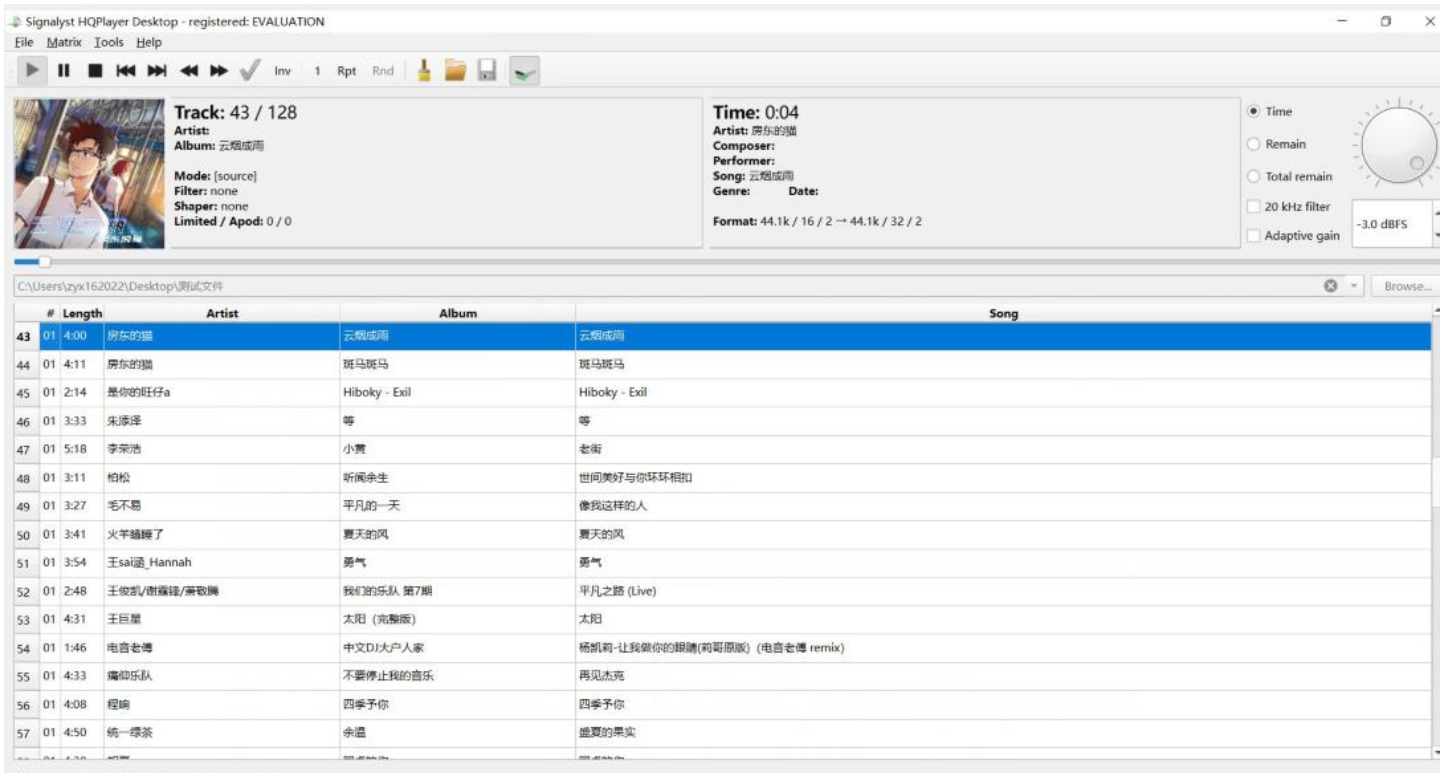 Signalyst HQPlayer Desktop - registered: EVALUATION
File Matrix Tools Help
Inv 1 Rpt Rnd
Track: 43 / 128
Artist:
Album: 云烟成雨
Mode: [source]
Filter: none
Shaper: none
Limited / Apod: 0 / 0
Time: 0:04
Artist: 房东的猫
Composer:
Performer:
Song: 云烟成雨
Genre: Date:
Format: 44.1k / 16 / 2 → 44.1k / 32 / 2
Time
Remain
Total remain
20 kHz filter
Adaptive gain
-3.0 dBFS
C:\Users\zyx162022\Desktop\测试文件
Browse...
# Length Artist Album Song
43 01 4:00 房东的猫 云烟成雨 云烟成雨
44 01 4:11 房东的猫 斑马斑马 斑马斑马
45 01 2:14 是你的旺仔a Hiboky - Exil Hiboky - Exil
46 01 3:33 朱添泽 等 等
47 01 5:18 李荣浩 小黄 老街
48 01 3:11 柏松 听闻余生 世间美好与你环环相扣
49 01 3:27 毛不易 平凡的一天 像我这样的人
50 01 3:41 火羊瞌睡了 夏天的风 夏天的风
51 01 3:54 王sai涵_Hannah 勇气 勇气
52 01 2:48 王俊凯/谢霆锋/萧敬腾 我们的乐队 第7期 平凡之路 (Live)
53 01 4:31 王巨星 太阳（完整版） 太阳
54 01 1:46 电音老傅 中文DJ大户人家 杨凯莉-让我做你的眼睛(莉哥原版)（电音老傅 remix)
55 01 4:33 痛仰乐队 不要停止我的音乐 再见杰克
56 01 4:08 程响 四季予你 四季予你
57 01 4:50 统一绿茶 余温 盛夏的果实